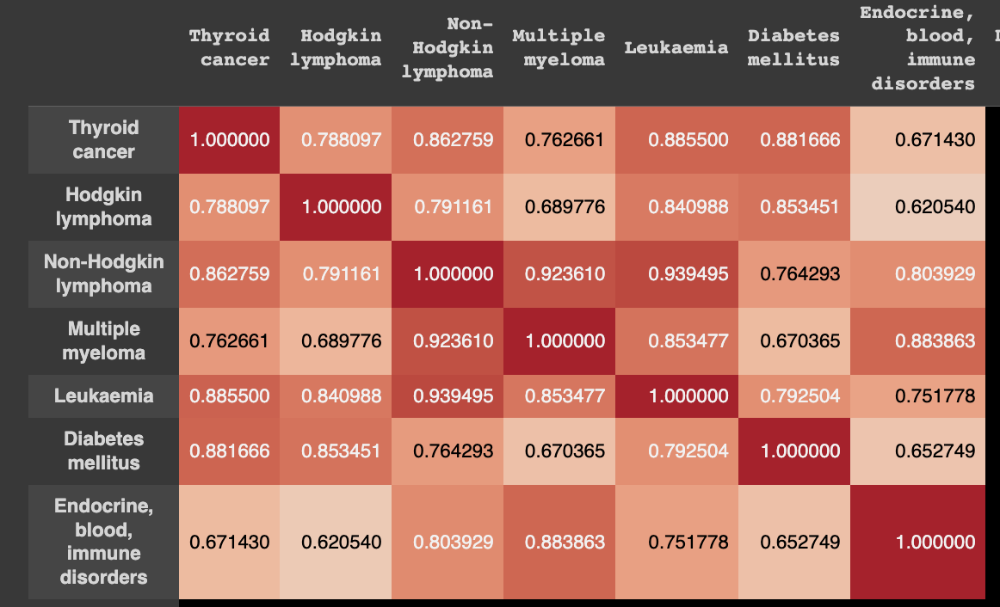 Thyroid cancer Hodgkin lymphoma Non-Hodgkin lymphoma Multiple myeloma Leukaemia Diabetes mellitus Endocrine, blood, immune disorders
Thyroid cancer 1.000000 0.788097 0.862759 0.762661 0.885500 0.881666 0.671430
Hodgkin lymphoma 0.788097 1.000000 0.791161 0.689776 0.840988 0.853451 0.620540
Non-Hodgkin lymphoma 0.862759 0.791161 1.000000 0.923610 0.939495 0.764293 0.803929
Multiple myeloma 0.762661 0.689776 0.923610 1.000000 0.853477 0.670365 0.883863
Leukaemia 0.885500 0.840988 0.939495 0.853477 1.000000 0.792504 0.751778
Diabetes mellitus 0.881666 0.853451 0.764293 0.670365 0.792504 1.000000 0.652749
Endocrine, blood, immune disorders 0.671430 0.620540 0.803929 0.883863 0.751778 0.652749 1.000000